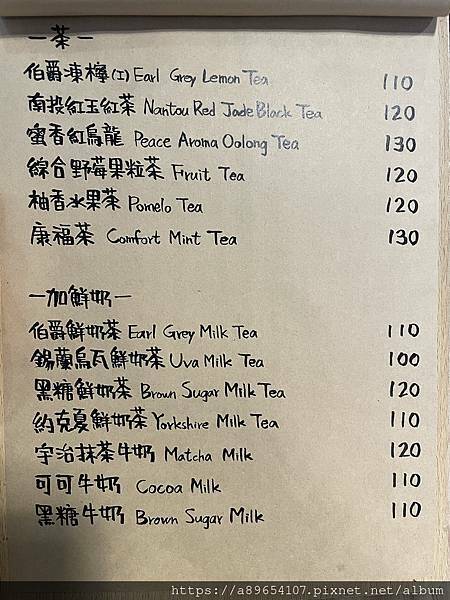 一茶一
伯爵凍檸(I) Earl Grey Lemon Tea 110
南投紅玉紅茶 Nantou Red Jade Black Tea 120
蜜香紅烏龍 Peace Aroma Oolong Tea 130
綜合野莓果粒茶 Fruit Tea 120
柚香水果茶 Pomelo Tea 120
康福茶 Comfort Mint Tea 130
一加鮮奶一
伯爵鮮奶茶 Earl Grey Milk Tea 110
錫蘭烏瓦鮮奶茶 Uva Milk Tea 100
黑糖鮮奶茶 Brown Sugar Milk Tea 120
約克夏鮮奶茶 Yorkshire Milk Tea 110
宇治抹茶牛奶 Matcha Milk 120
可可牛奶 Cocoa Milk 110
黑糖牛奶 Brown Sugar Milk 110
https://a89654107.pixnet.net/album